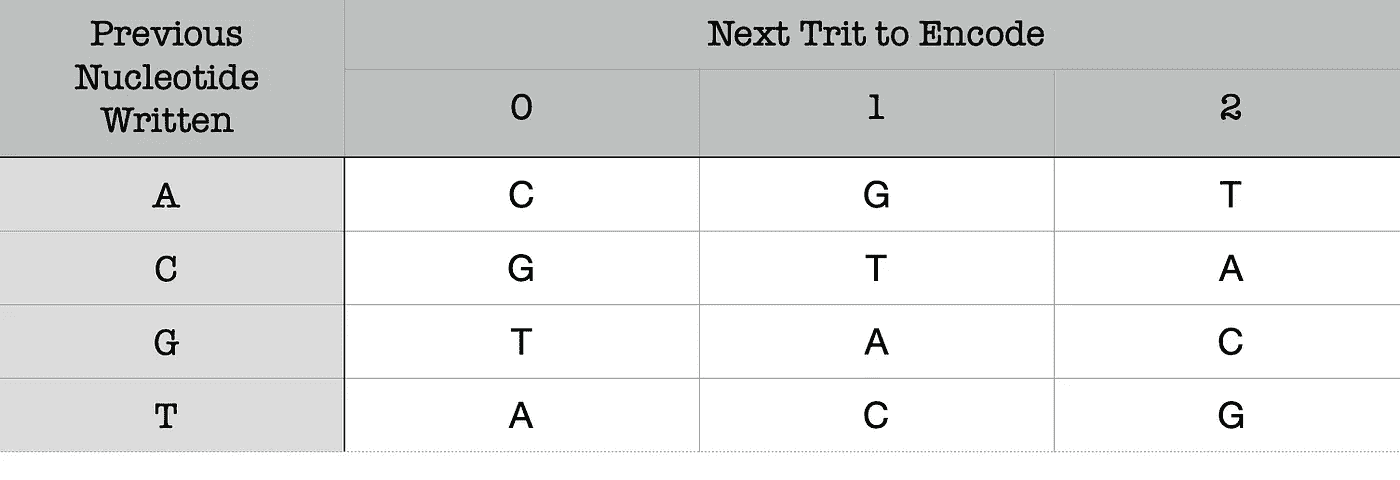 Previous
Nucleotide
Written
Next Trit to Encode
0 1 2
A C G T
C G T A
G T A C
T A C G